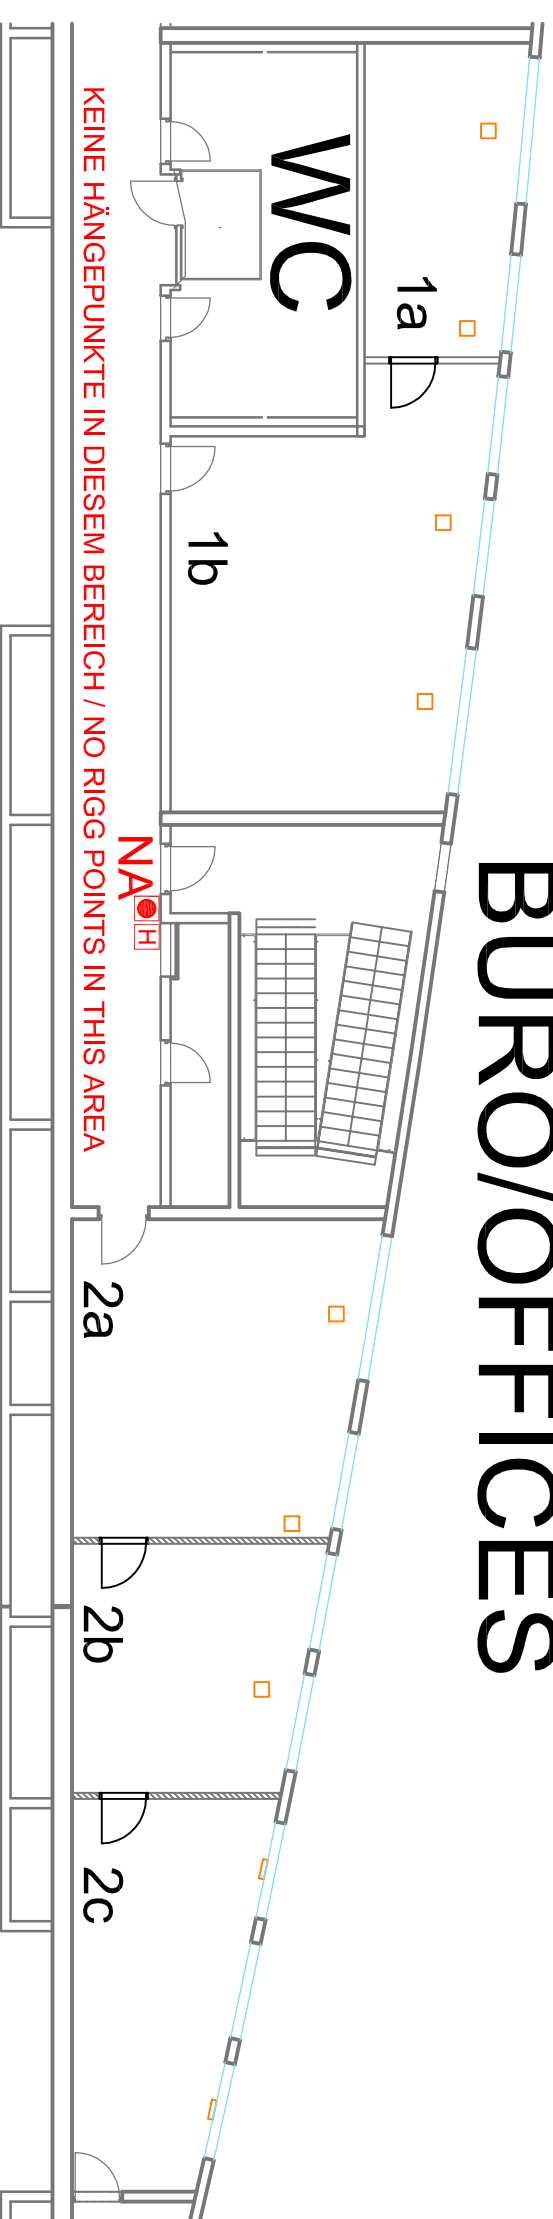 BURO/OFFICES
1a
WC
1b
KEINE HÄNGEPUNKTE IN DIESEM BEREICH / NO RIGG POINTS IN THIS AREA
NA
H
2a
2b
2c